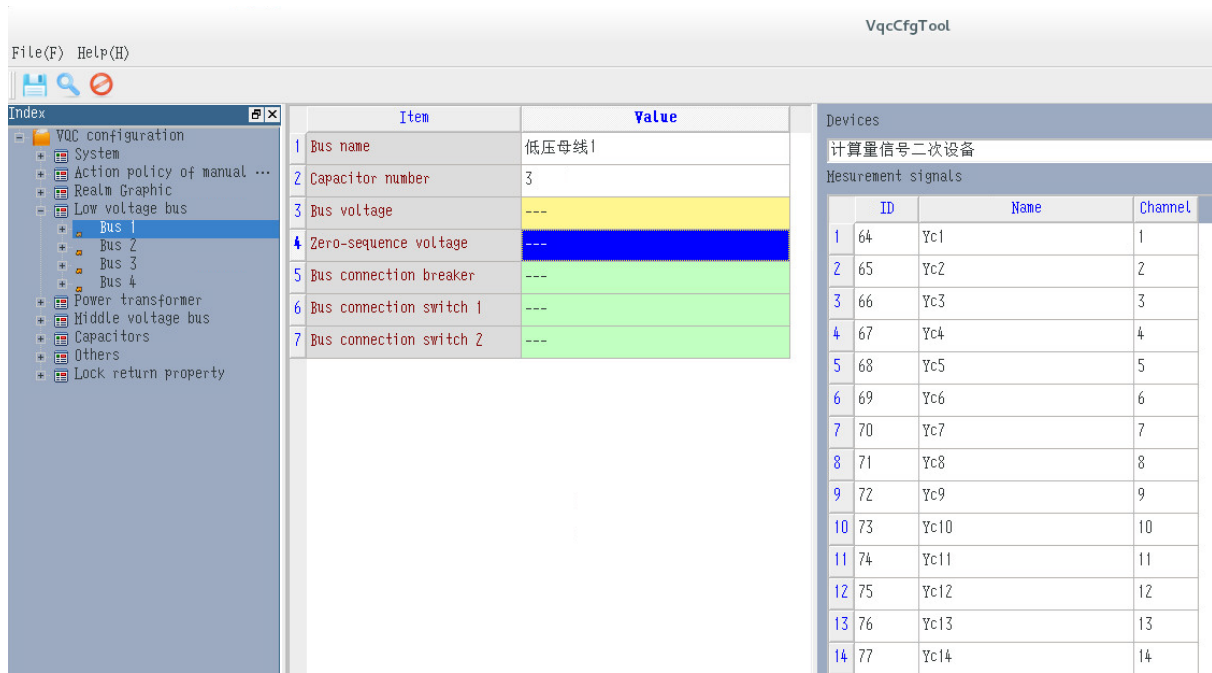 VqcCfgTool
File(F) Help(H)
Index
VQC configuration
System
Action policy of manual ···
Realm Graphic
Low voltage bus
Bus 1
Bus 2
Bus 3
Bus 4
Power transformer
Middle voltage bus
Capacitors
Others
Lock return property
Item Value
1 Bus name 低压母线1
2 Capacitor number 3
3 Bus voltage ---
4 Zero-sequence voltage ---
5 Bus connection breaker ---
6 Bus connection switch 1 ---
7 Bus connection switch 2 ---
Devices
计算量信号二次设备
Mesurement signals
ID Name Channel
1 64 Yc1 1
2 65 Yc2 2
3 66 Yc3 3
4 67 Yc4 4
5 68 Yc5 5
6 69 Yc6 6
7 70 Yc7 7
8 71 Yc8 8
9 72 Yc9 9
10 73 Yc10 10
11 74 Yc11 11
12 75 Yc12 12
13 76 Yc13 13
14 77 Yc14 14